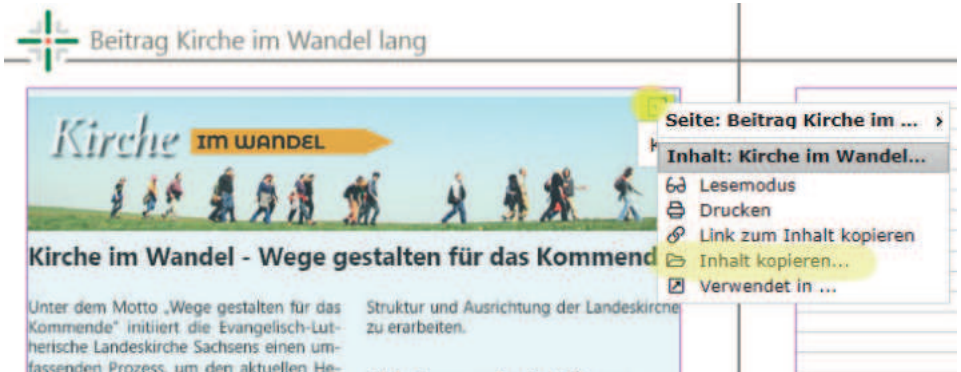 Beitrag Kirche im Wandel lang
Kirche IM WANDEL
Kirche im Wandel - Wege gestalten für das Kommend
Unter dem Motto „Wege gestalten für das
Kommende" initiiert die Evangelisch-Lut-
herische Landeskirche Sachsens einen um-
fassenden Prozess, um den aktuellen He-
Struktur und Ausrichtung der Landeskirche
zu erarbeiten.
Seite: Beitrag Kirche im ... ›
Inhalt: Kirche im Wandel...
Lesemodus
Drucken
Link zum Inhalt kopieren
Inhalt kopieren...
Verwendet in ...